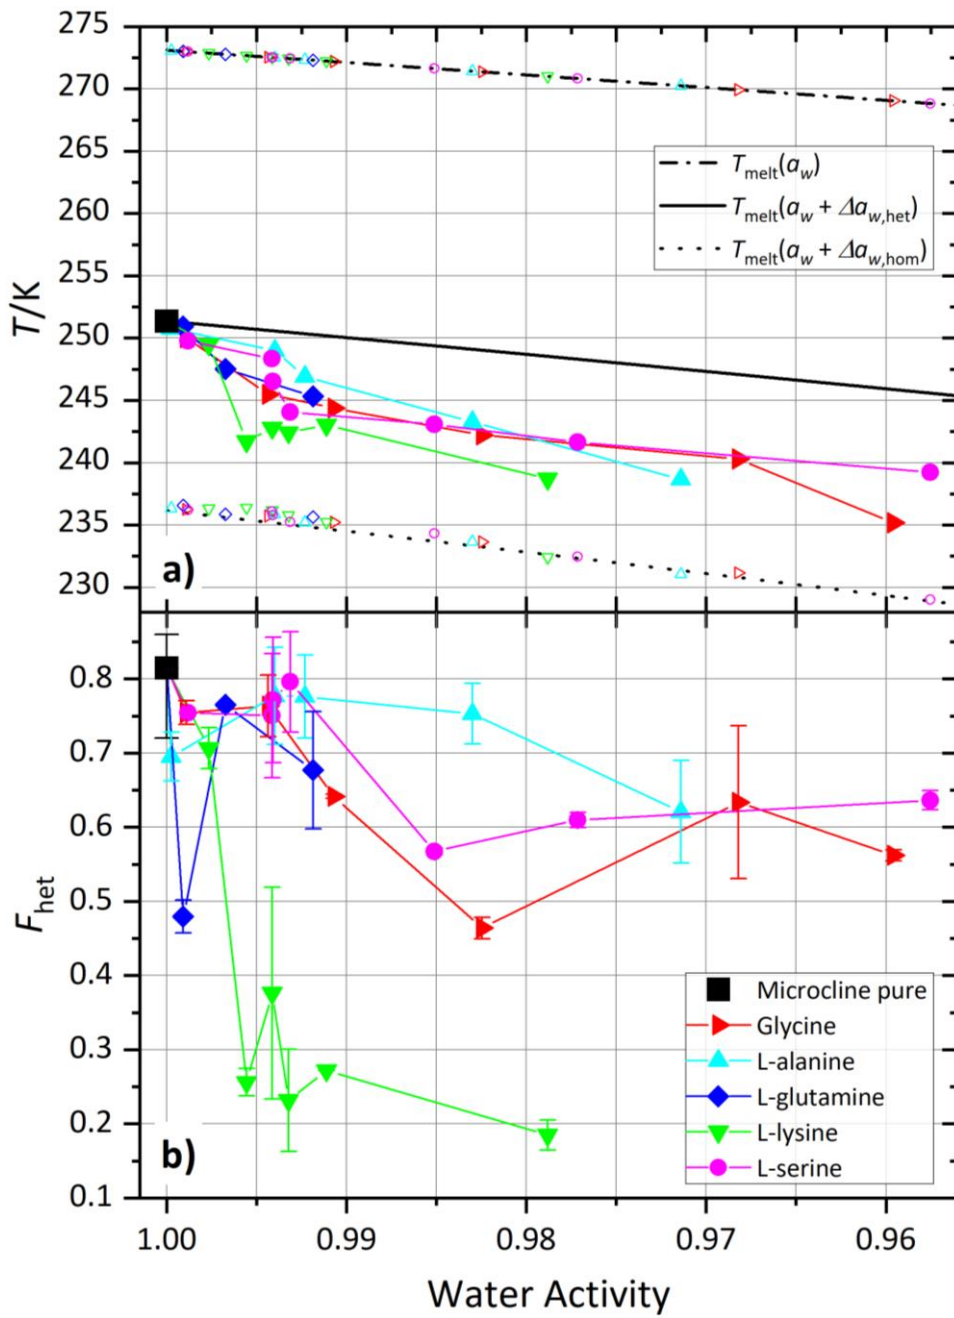 275
270
265
260
255
250
245
240
235
230
T/K
T_melt(a_w)
T_melt(a_w + Δa_w,het)
T_melt(a_w + Δa_w,hom)
a)
0.8
0.7
0.6
0.5
0.4
0.3
0.2
0.1
F_het
Microcline pure
Glycine
L-alanine
L-glutamine
L-lysine
L-serine
b)
1.00 0.99 0.98 0.97 0.96
Water Activity